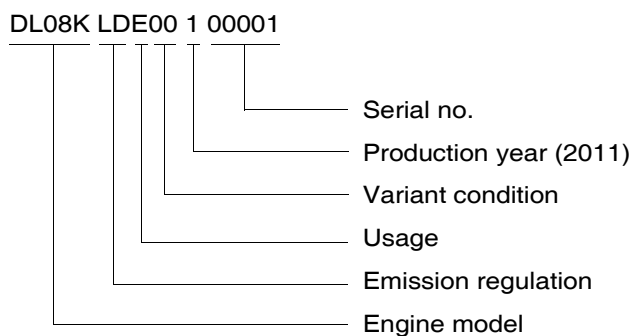 DL08K LDE00 1 00001
Serial no.
Production year (2011)
Variant condition
Usage
Emission regulation
Engine model